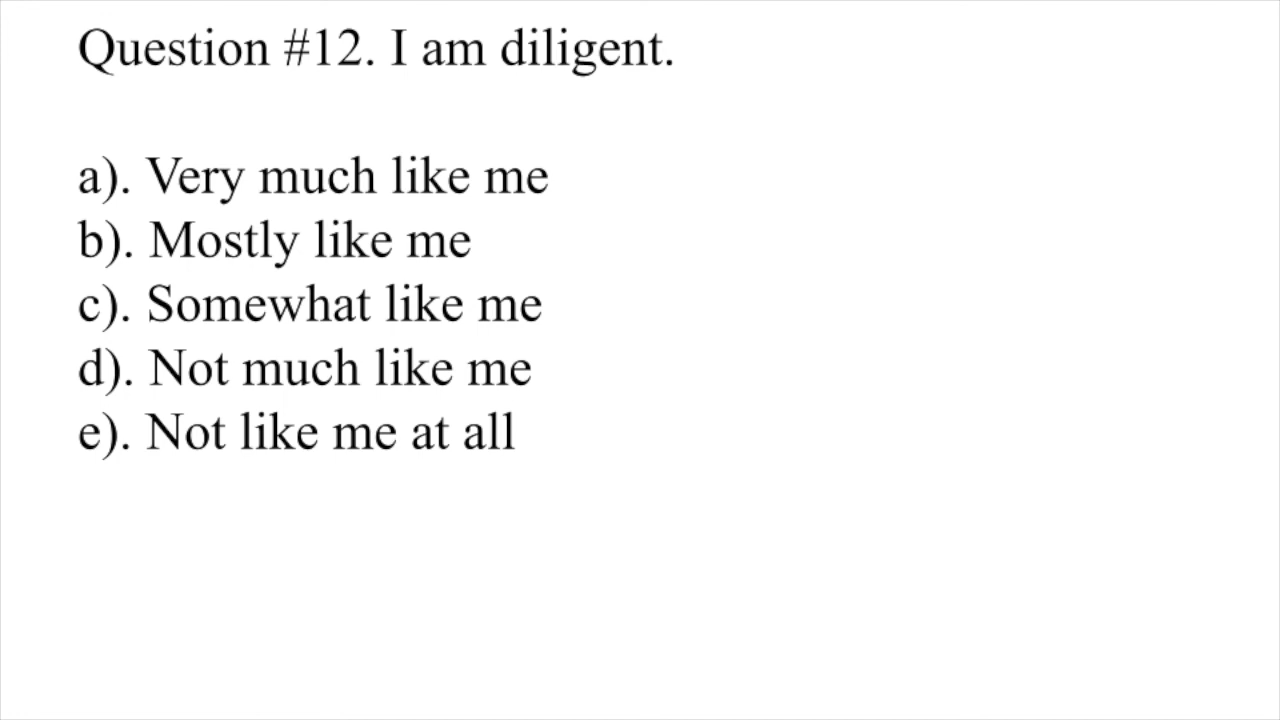 Question #12. I am diligent.
a). Very much like me
b). Mostly like me
c). Somewhat like me
d). Not much like me
e). Not like me at all